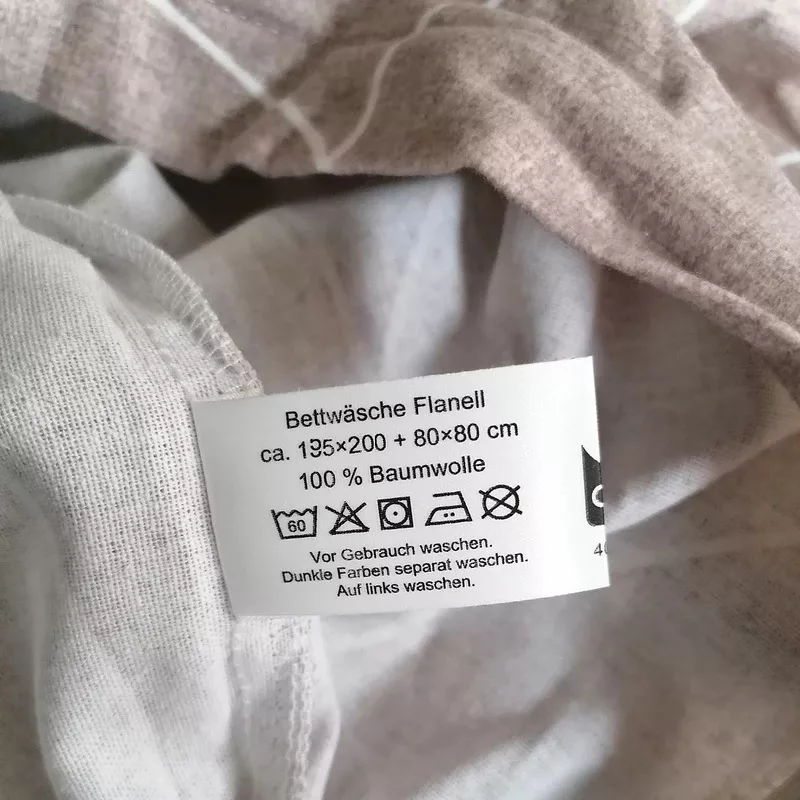 Bettwäsche Flanell
ca. 135×200 + 80×80 cm
100 % Baumwolle
60
Vor Gebrauch waschen.
Dunkle Farben separat waschen.
Auf links waschen.